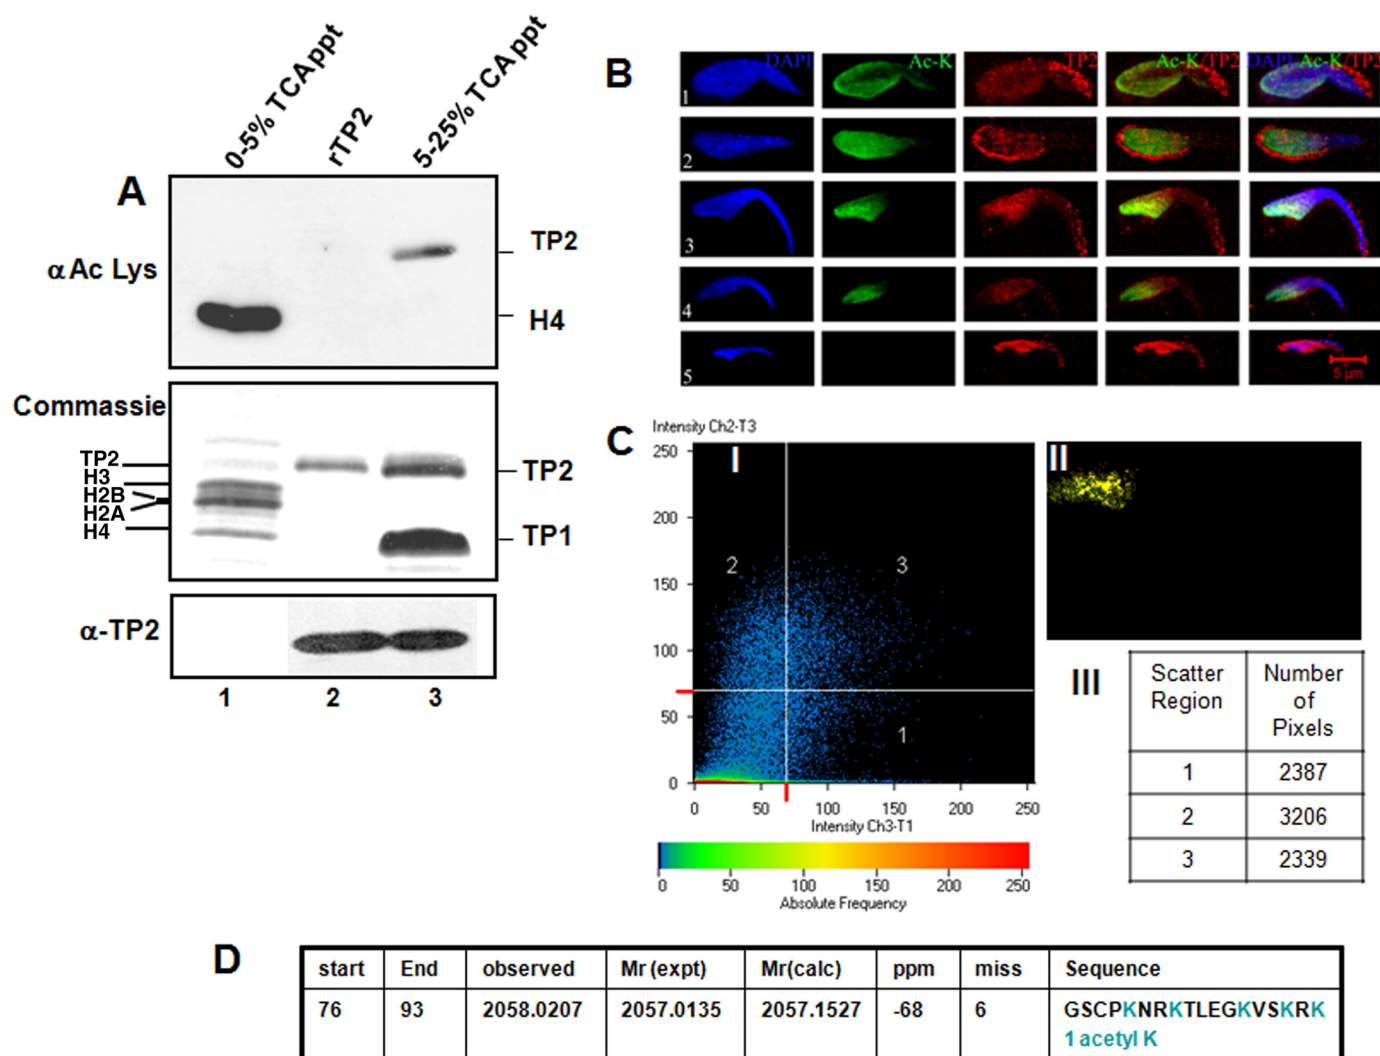 A
0-5% TCAppt
rTP2
5-25% TCAppt
α Ac Lys
TP2
H4
Commassie
TP2
H3
H2B
H2A
H4
TP2
TP1
α-TP2
1 2 3
B
DAPI Ac-K TP2 Ac-K/TP2 DAPI/Ac-K/TP2
1
2
3
4
5
5 µm
C
Intensity Ch2-T3
I
250
200
150
100
50
0
2 3
1
0 50 100 150 200 250
Intensity Ch3-T1
0 50 100 150 200 250
Absolute Frequency
II
III
Scatter Region Number of Pixels
1 2387
2 3206
3 2339
D
start End observed Mr (expt) Mr(calc) ppm miss Sequence
76 93 2058.0207 2057.0135 2057.1527 -68 6 GSCPKNRKTLEGKVSKRK
1 acetyl K